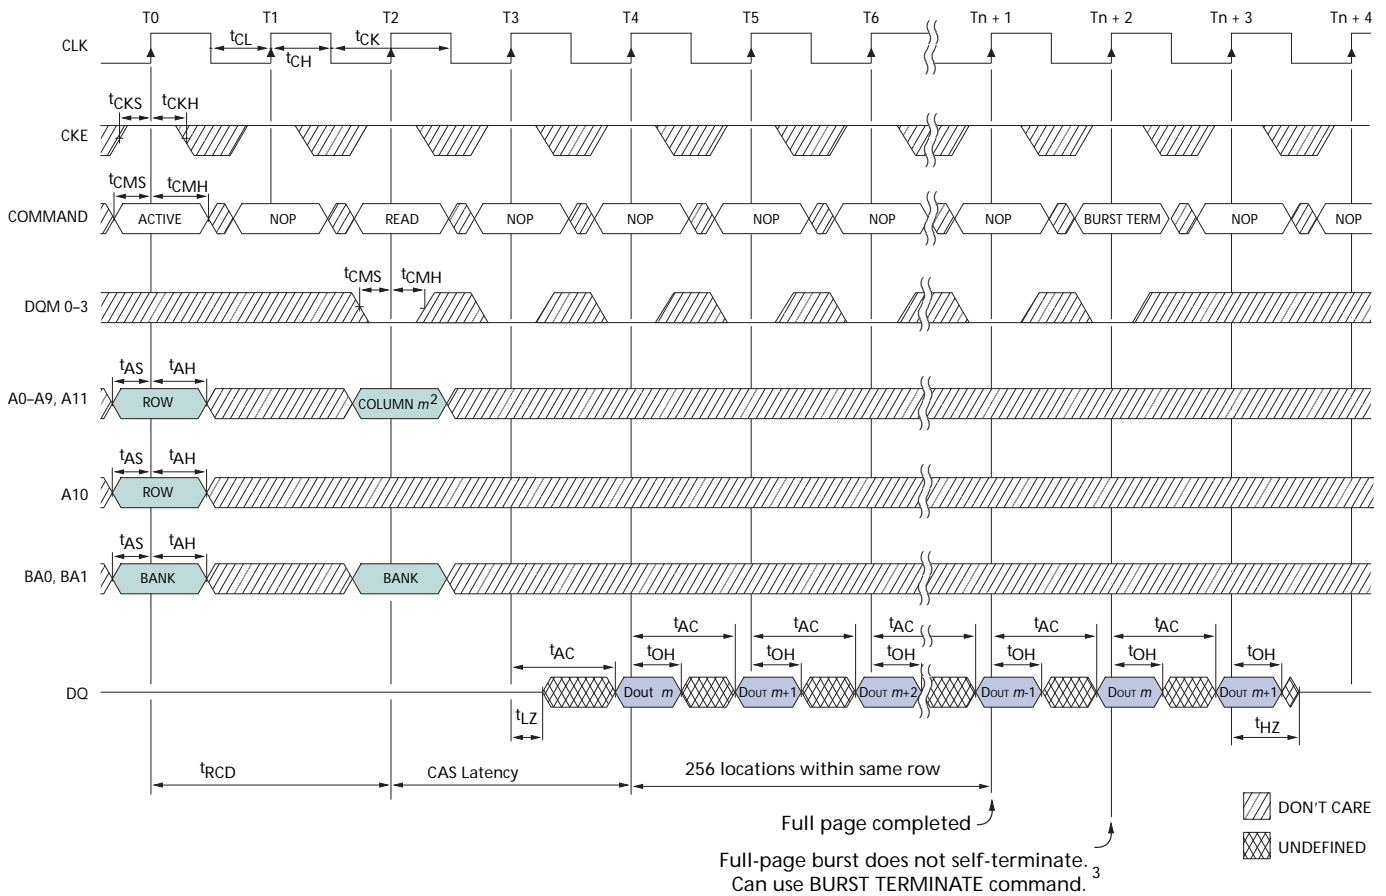 T0 T1 T2 T3 T4 T5 T6 Tn + 1 Tn + 2 Tn + 3 Tn + 4
CLK tCL tCH tCK
tCKS tCKH
CKE
tCMS tCMH
COMMAND ACTIVE NOP READ NOP NOP NOP NOP NOP BURST TERM NOP NOP
tCMS tCMH
DQM 0–3
tAS tAH
A0–A9, A11 ROW COLUMN m2
tAS tAH
A10 ROW
tAS tAH
BA0, BA1 BANK BANK
tAC tAC tAC tAC tAC tAC
tOH tOH tOH tOH tOH tOH
DQ Dout m DOUT m+1 DOUT m+2 DOUT m-1 DOUT m DOUT m+1
tLZ tHZ
tRCD CAS Latency 256 locations within same row
Full page completed
Full-page burst does not self-terminate. 3
Can use BURST TERMINATE command.
DON'T CARE
UNDEFINED